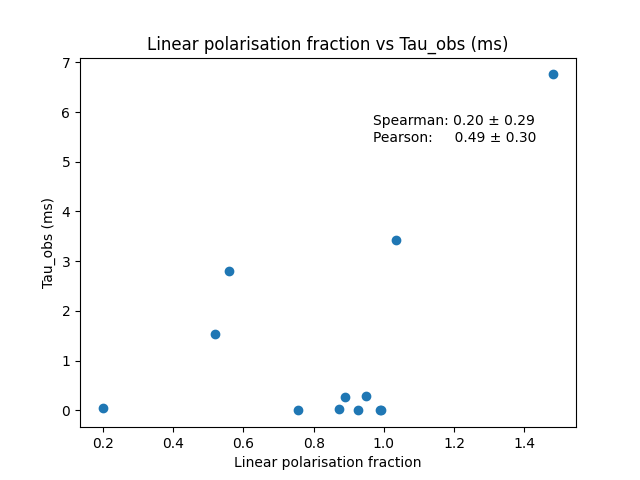 Linear polarisation fraction vs Tau_obs (ms)
7
6
5
4
3
2
1
0
Tau_obs (ms)
Spearman: 0.20 ± 0.29
Pearson: 0.49 ± 0.30
0.2 0.4 0.6 0.8 1.0 1.2 1.4
Linear polarisation fraction